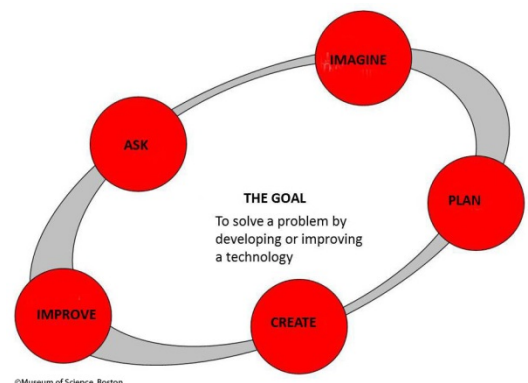 IMAGINE
ASK
PLAN
THE GOAL
To solve a problem by
developing or improving
a technology
IMPROVE
CREATE
©Museum of Science, Boston